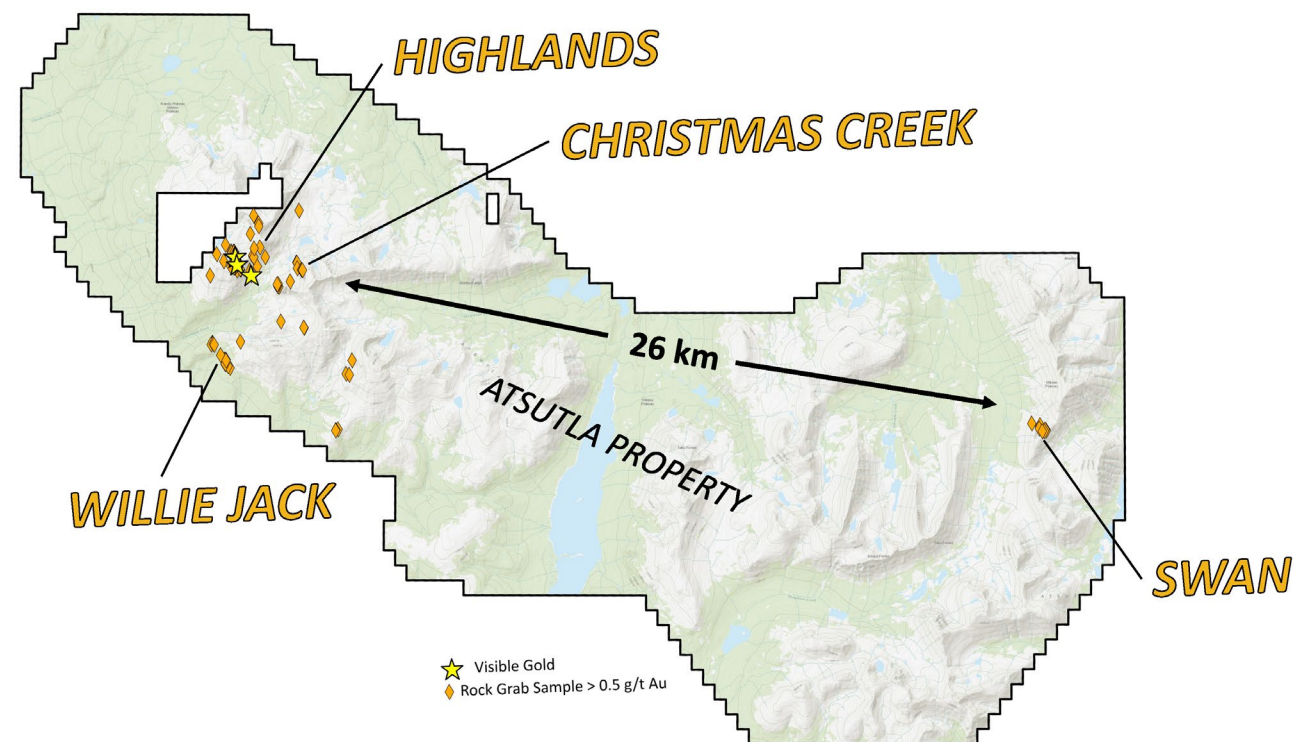 HIGHLANDS
CHRISTMAS CREEK
26 km
ATSUTLA PROPERTY
WILLIE JACK
SWAN
Visible Gold
Rock Grab Sample > 0.5 g/t Au